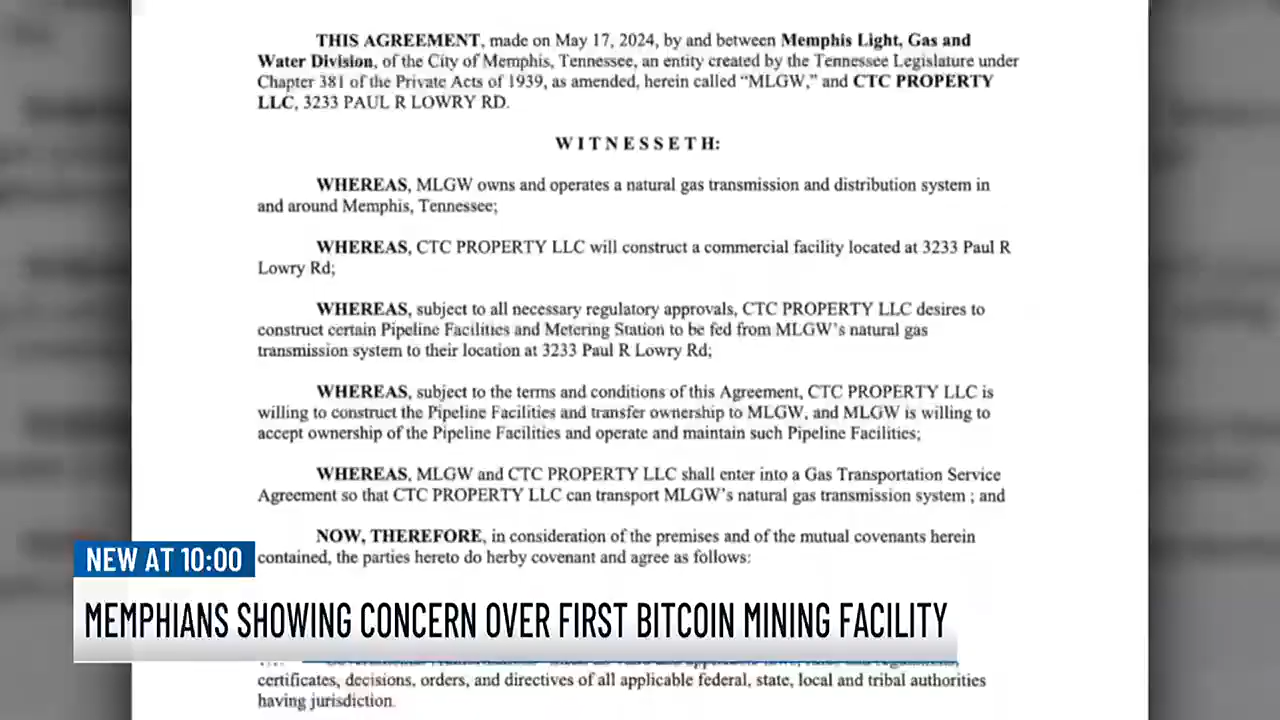 THIS AGREEMENT, made on May 17, 2024, by and between Memphis Light, Gas and
Water Division, of the City of Memphis, Tennessee, an entity created by the Tennessee Legislature under
Chapter 381 of the Private Acts of 1939, as amended, herein called “MLGW,” and CTC PROPERTY
LLC, 3233 PAUL R LOWRY RD.
WITNESSETH:
WHEREAS, MLGW owns and operates a natural gas transmission and distribution system in
and around Memphis, Tennessee;
WHEREAS, CTC PROPERTY LLC will construct a commercial facility located at 3233 Paul R
Lowry Rd;
WHEREAS, subject to all necessary regulatory approvals, CTC PROPERTY LLC desires to
construct certain Pipeline Facilities and Metering Station to be fed from MLGW’s natural gas
transmission system to their location at 3233 Paul R Lowry Rd;
WHEREAS, subject to the terms and conditions of this Agreement, CTC PROPERTY LLC is
willing to construct the Pipeline Facilities and transfer ownership to MLGW, and MLGW is willing to
accept ownership of the Pipeline Facilities and operate and maintain such Pipeline Facilities;
WHEREAS, MLGW and CTC PROPERTY LLC shall enter into a Gas Transportation Service
Agreement so that CTC PROPERTY LLC can transport MLGW’s natural gas transmission system ; and
NOW, THEREFORE, in consideration of the premises and of the mutual covenants herein
contained, the parties hereto do herby covenant and agree as follows:
NEW AT 10:00
MEMPHIANS SHOWING CONCERN OVER FIRST BITCOIN MINING FACILITY
certificates, decisions, orders, and directives of all applicable federal, state, local and tribal authorities
having jurisdiction.